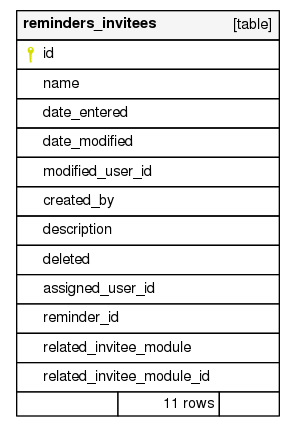 reminders_invitees [table]
id
name
date_entered
date_modified
modified_user_id
created_by
description
deleted
assigned_user_id
reminder_id
related_invitee_module
related_invitee_module_id
11 rows